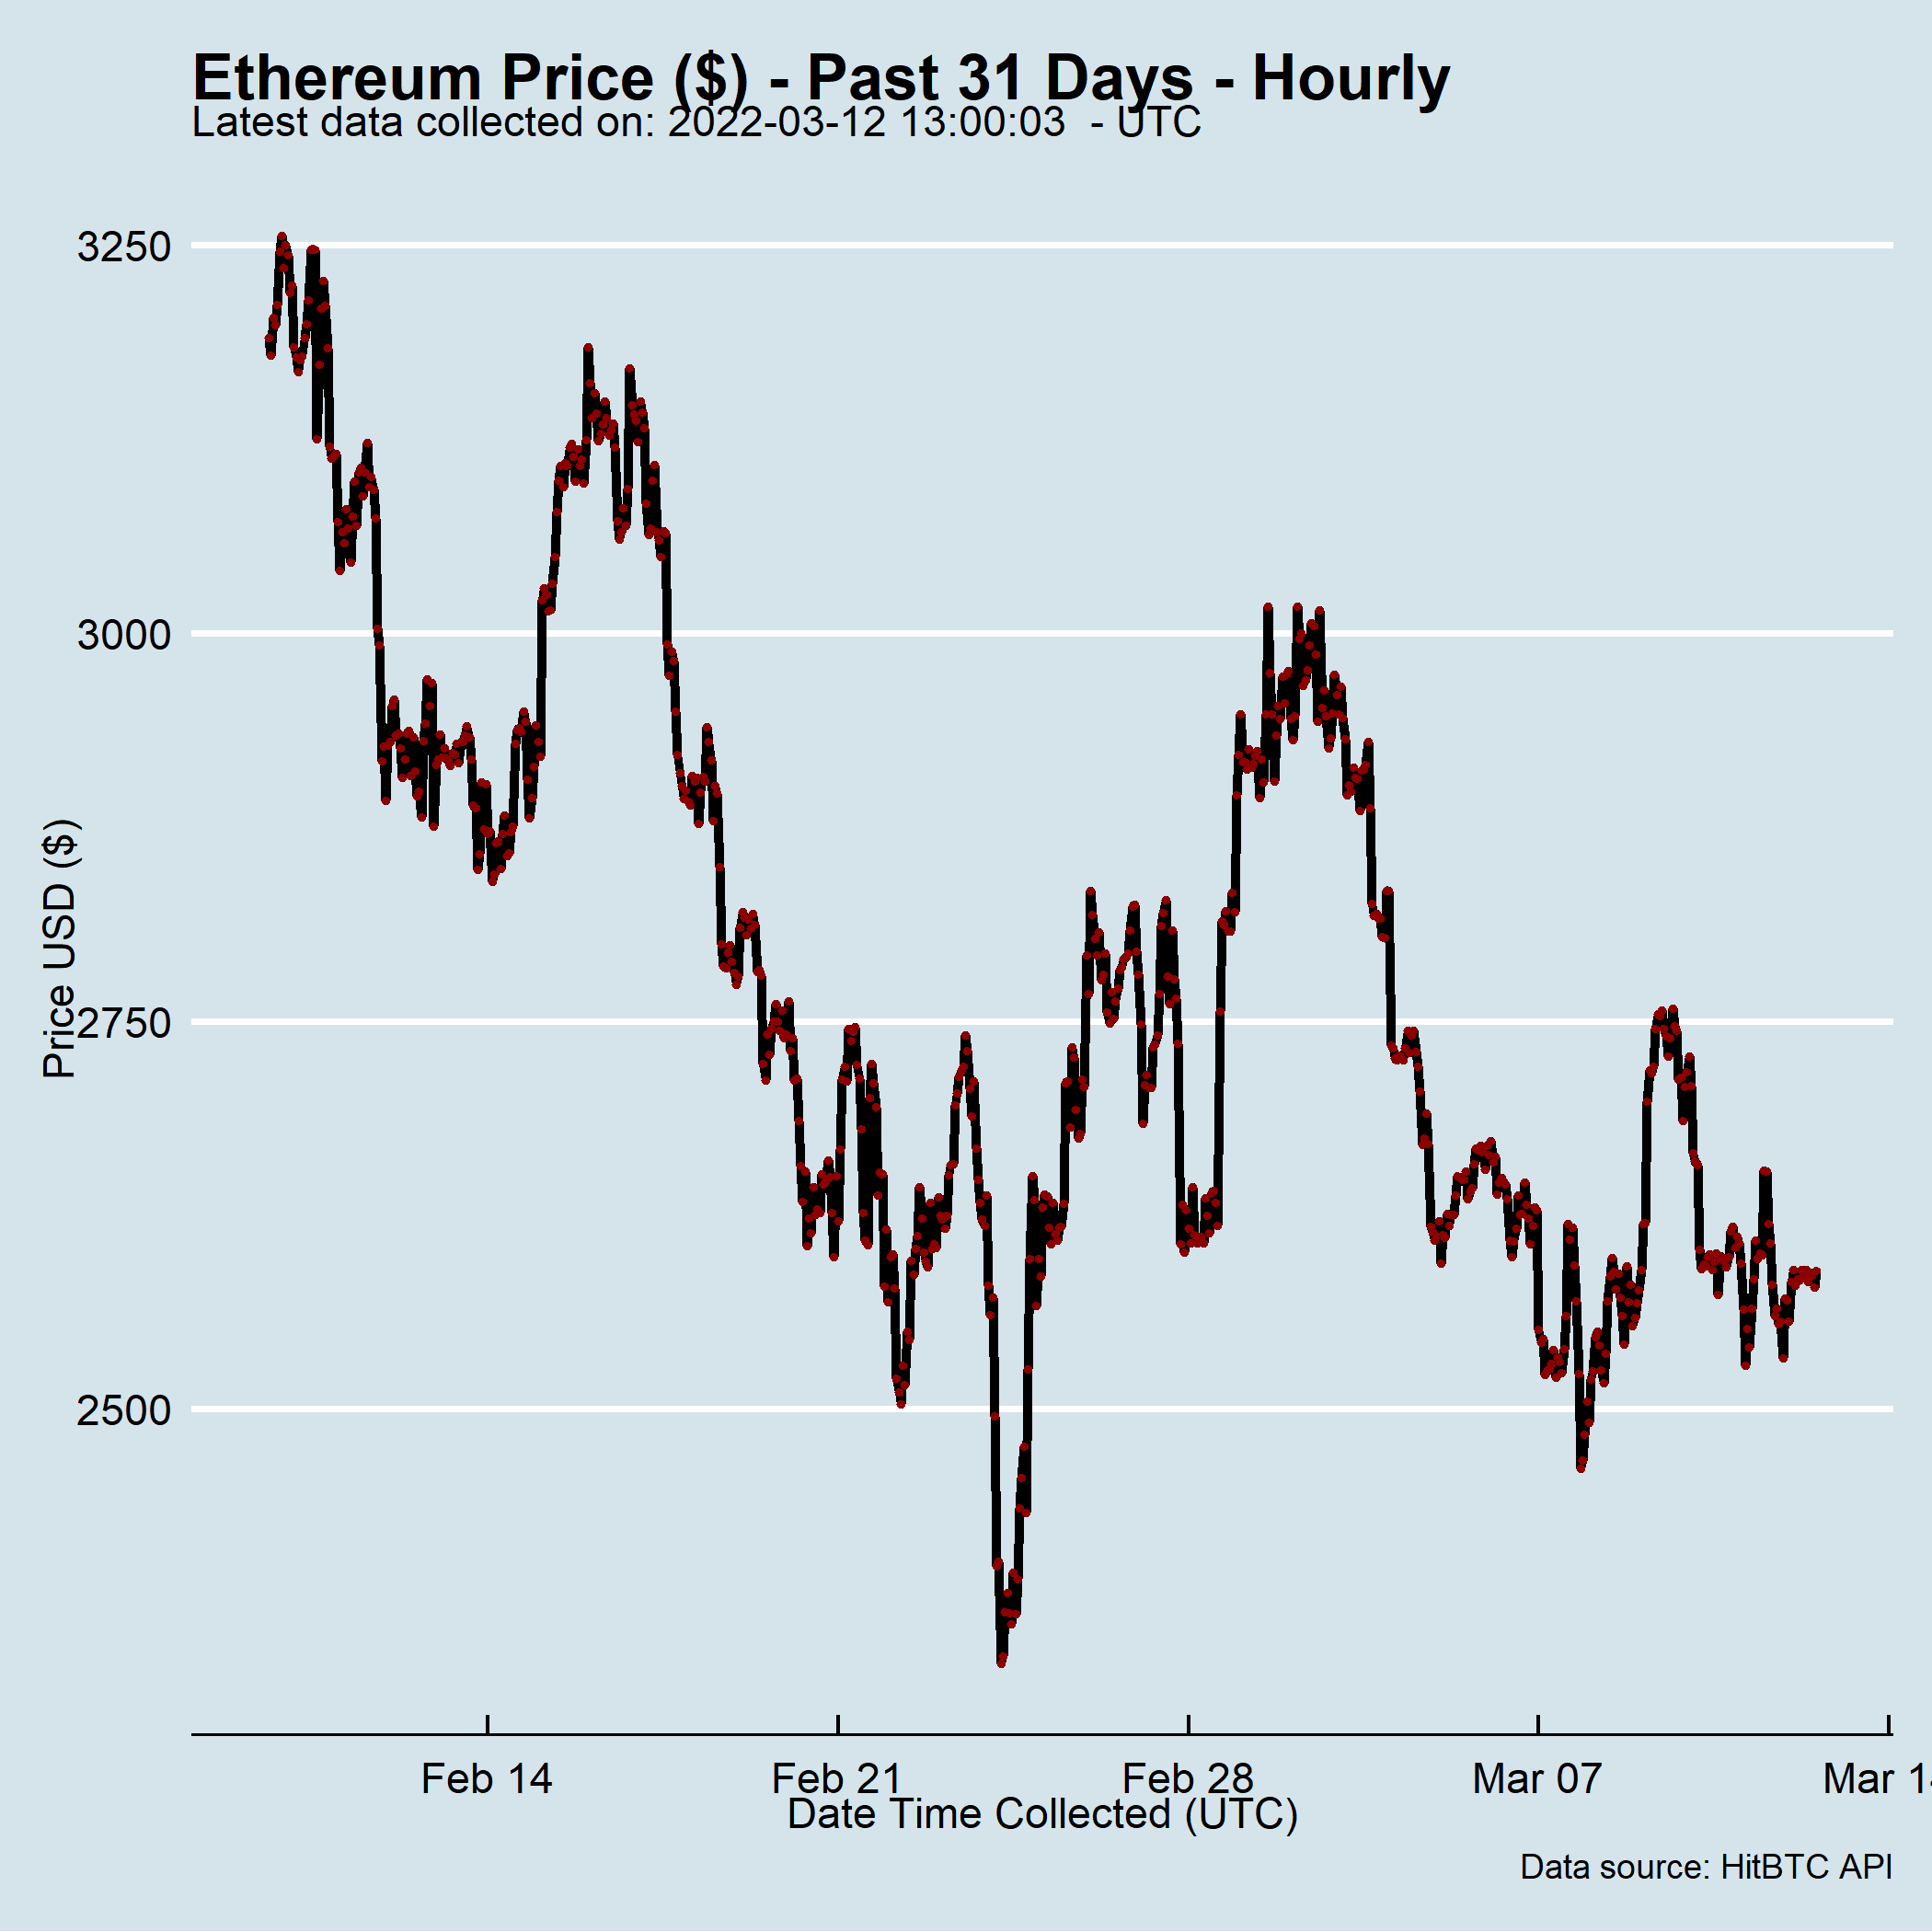 Ethereum Price ($) - Past 31 Days - Hourly
Latest data collected on: 2022-03-12 13:00:03  - UTC
3250
3000
2750
2500
Price USD ($)
Feb 14
Feb 21
Feb 28
Mar 07
Mar 14
Date Time Collected (UTC)
Data source: HitBTC API